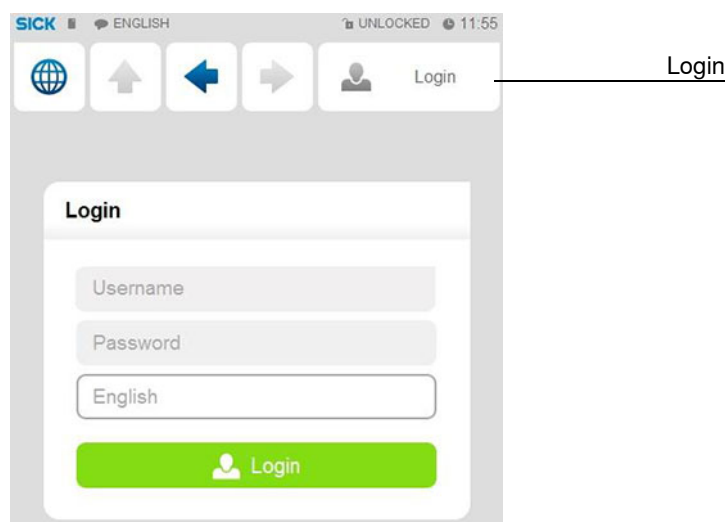 SICK ENGLISH UNLOCKED 11:55
Login
Login
Login
Username
Password
English
Login